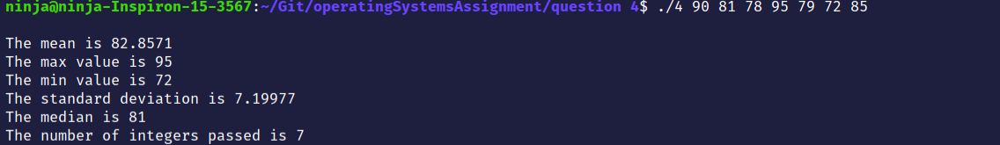 ninja@ninja-Inspiron-15-3567:~/Git/operatingSystemsAssignment/question 4$ ./4 90 81 78 95 79 72 85
The mean is 82.8571
The max value is 95
The min value is 72
The standard deviation is 7.19977
The median is 81
The number of integers passed is 7